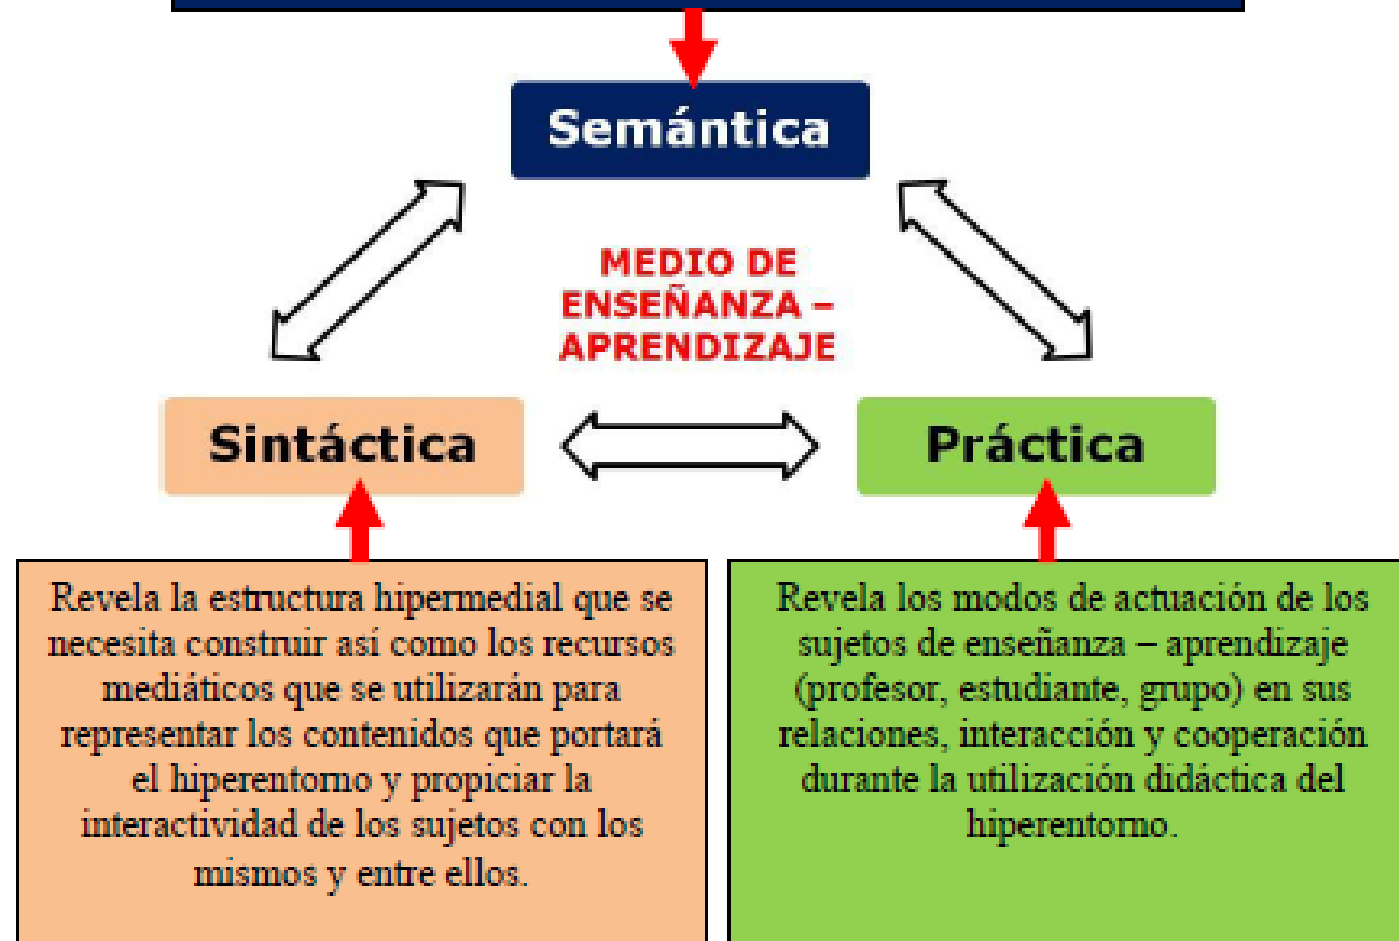 Semántica
MEDIO DE
ENSEÑANZA –
APRENDIZAJE
Sintáctica
Práctica
Revela la estructura hipermedial que se
necesita construir así como los recursos
mediáticos que se utilizarán para
representar los contenidos que portará
el hiperentorno y propiciar la
interactividad de los sujetos con los
mismos y entre ellos.
Revela los modos de actuación de los
sujetos de enseñanza – aprendizaje
(profesor, estudiante, grupo) en sus
relaciones, interacción y cooperación
durante la utilización didáctica del
hiperentorno.